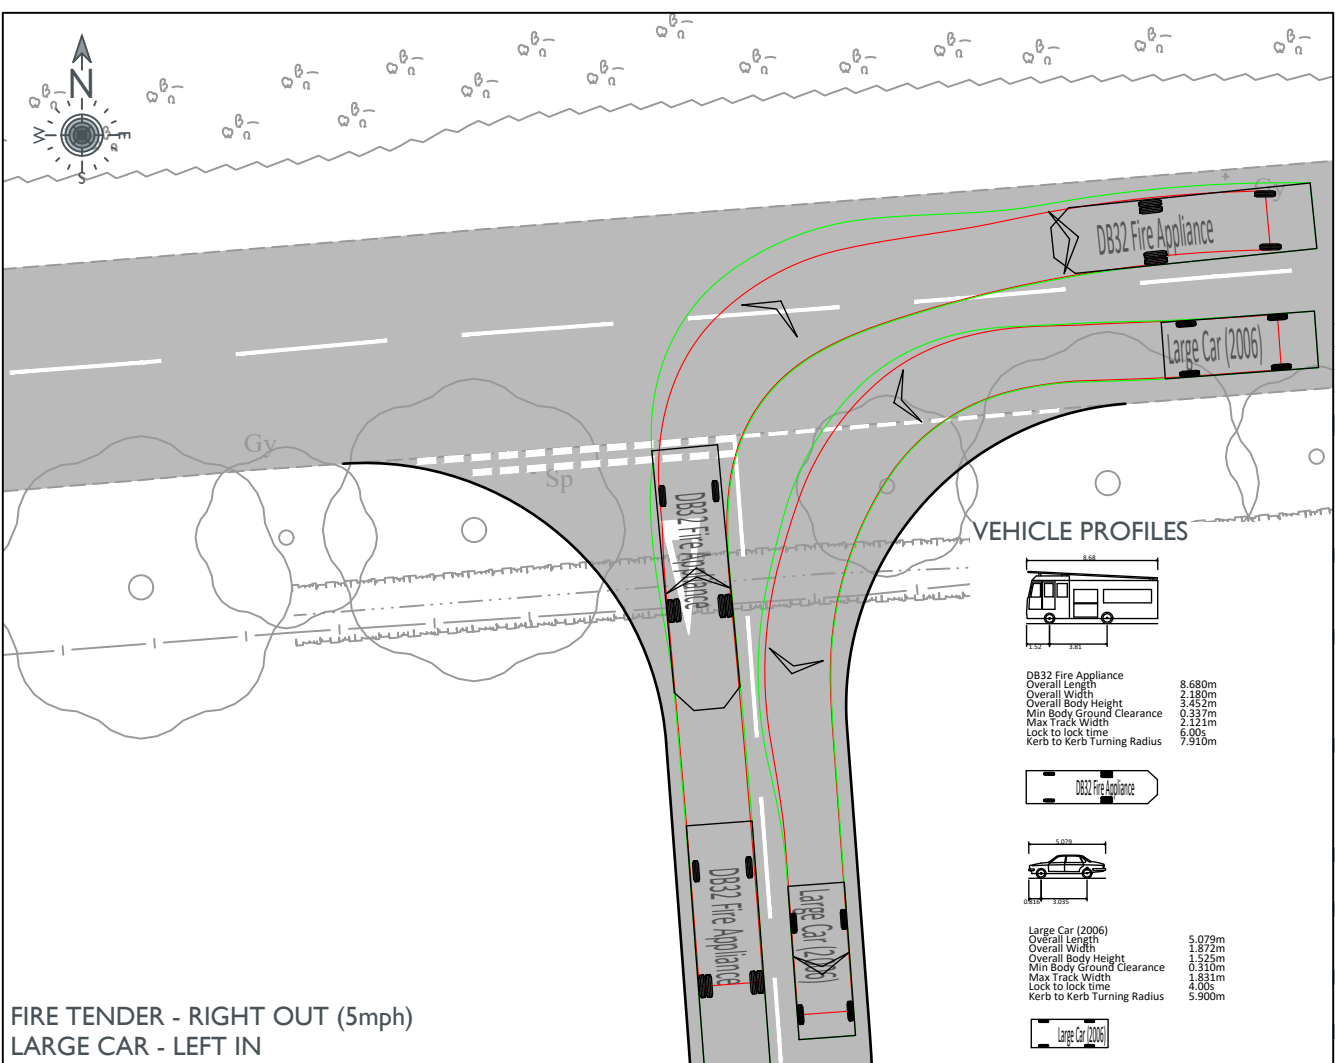 N
W
E
S
Gy
DB32 Fire Appliance
Large Car (2006)
Gy
Sp
DB32 Fire Appliance
VEHICLE PROFILES
8.68
1.52
3.81
DB32 Fire Appliance
Overall Length 8.680m
Overall Width 2.180m
Overall Body Height 3.452m
Min Body Ground Clearance 0.337m
Max Track Width 2.121m
Lock to lock time 6.00s
Kerb to Kerb Turning Radius 7.910m
DB32 Fire Appliance
5.079
0.816
3.035
DB32 Fire Appliance
Large Car (2006)
Large Car (2006)
Overall Length 5.079m
Overall Width 1.872m
Overall Body Height 1.525m
Min Body Ground Clearance 0.310m
Max Track Width 1.831m
Lock to lock time 4.00s
Kerb to Kerb Turning Radius 5.900m
Large Car (2006)
FIRE TENDER - RIGHT OUT (5mph)
LARGE CAR - LEFT IN